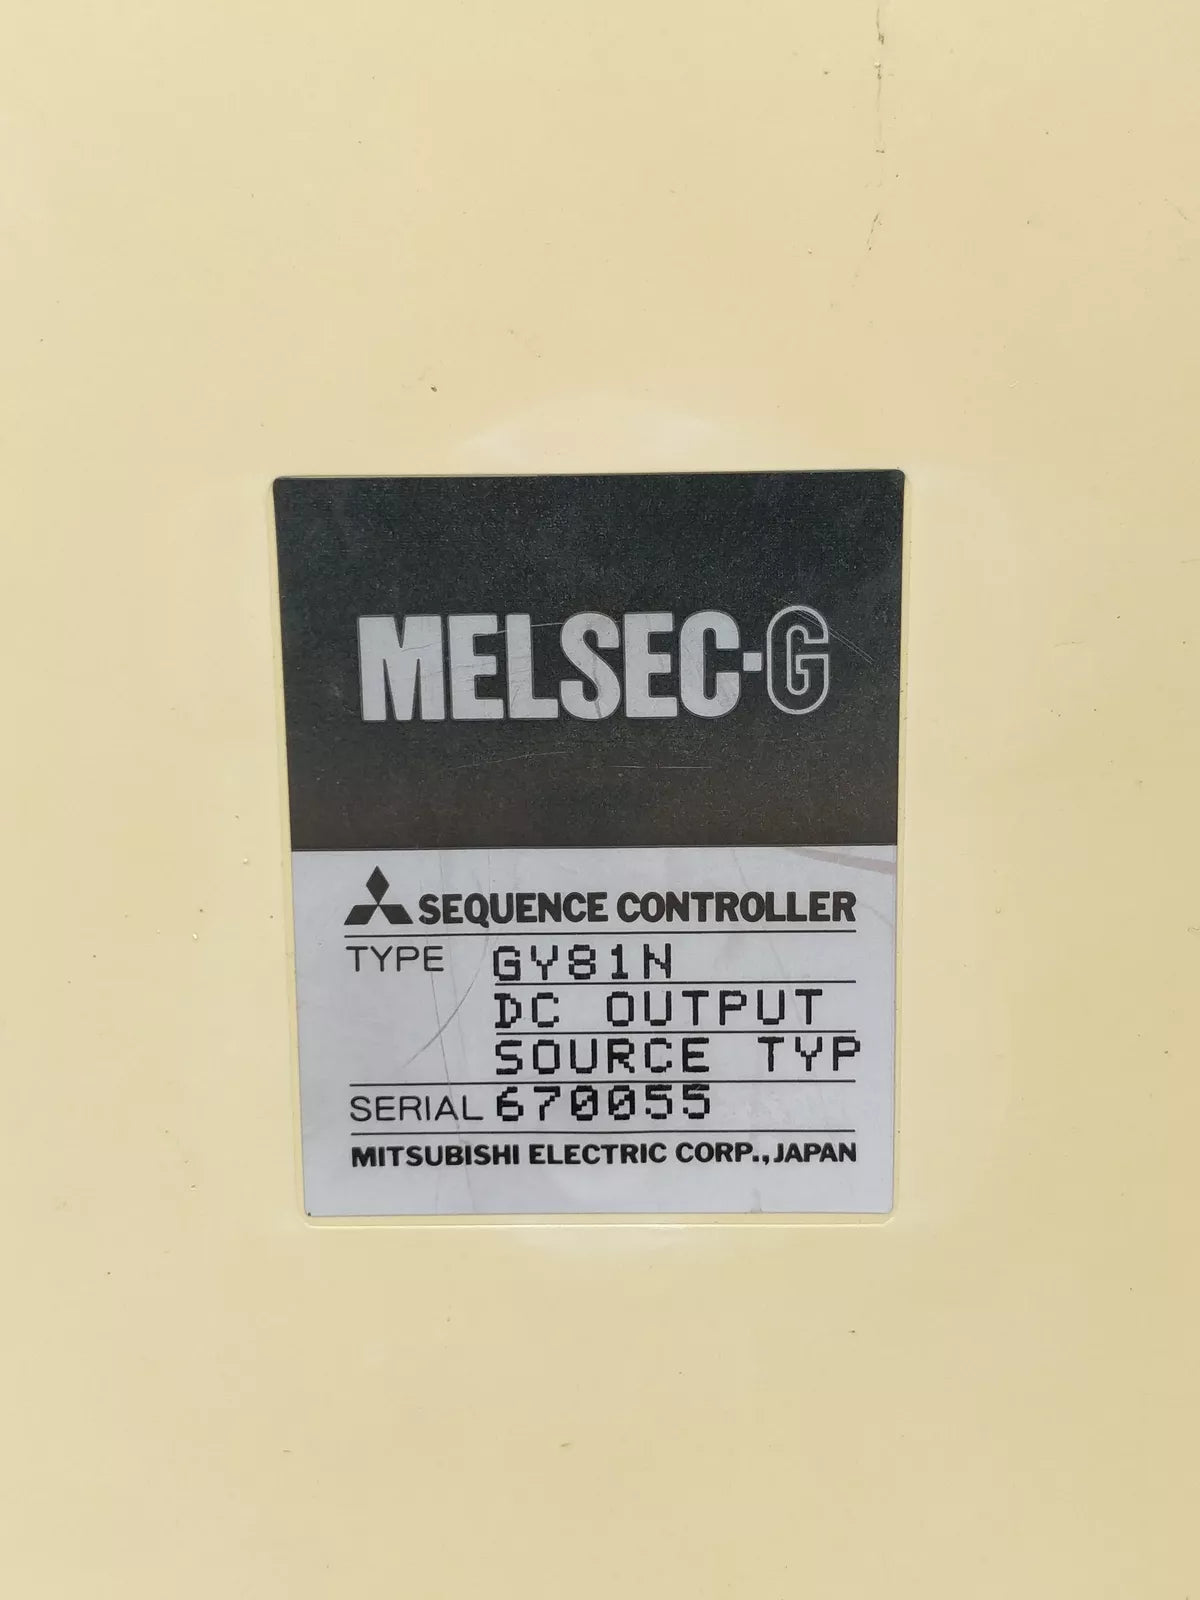 MELSEC-G
SEQUENCE CONTROLLER
TYPE GY81N
DC OUTPUT
SOURCE TYP
SERIAL 670055
MITSUBISHI ELECTRIC CORP., JAPAN